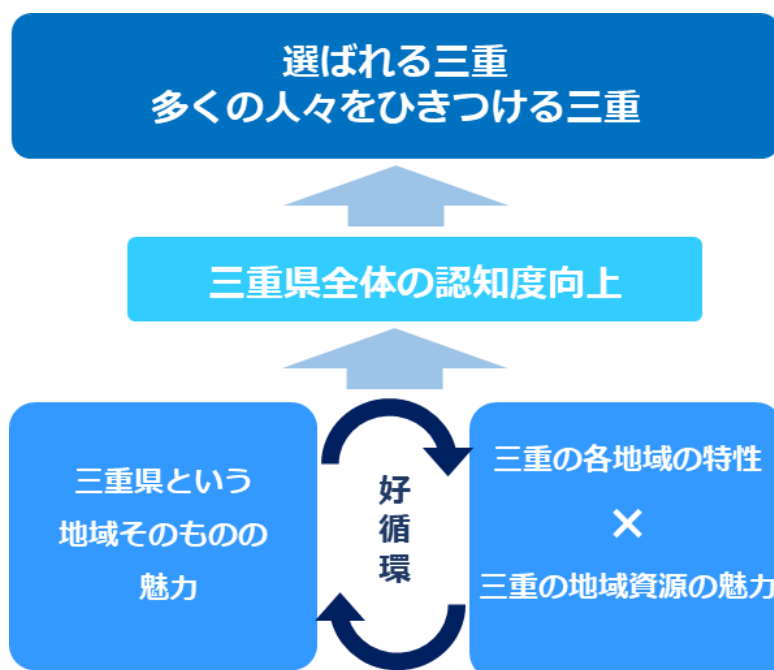 選ばれる三重
多くの人々をひきつける三重
三重県全体の認知度向上
三重県という
地域そのものの
魅力
好循環
三重の各地域の特性
×
三重の地域資源の魅力